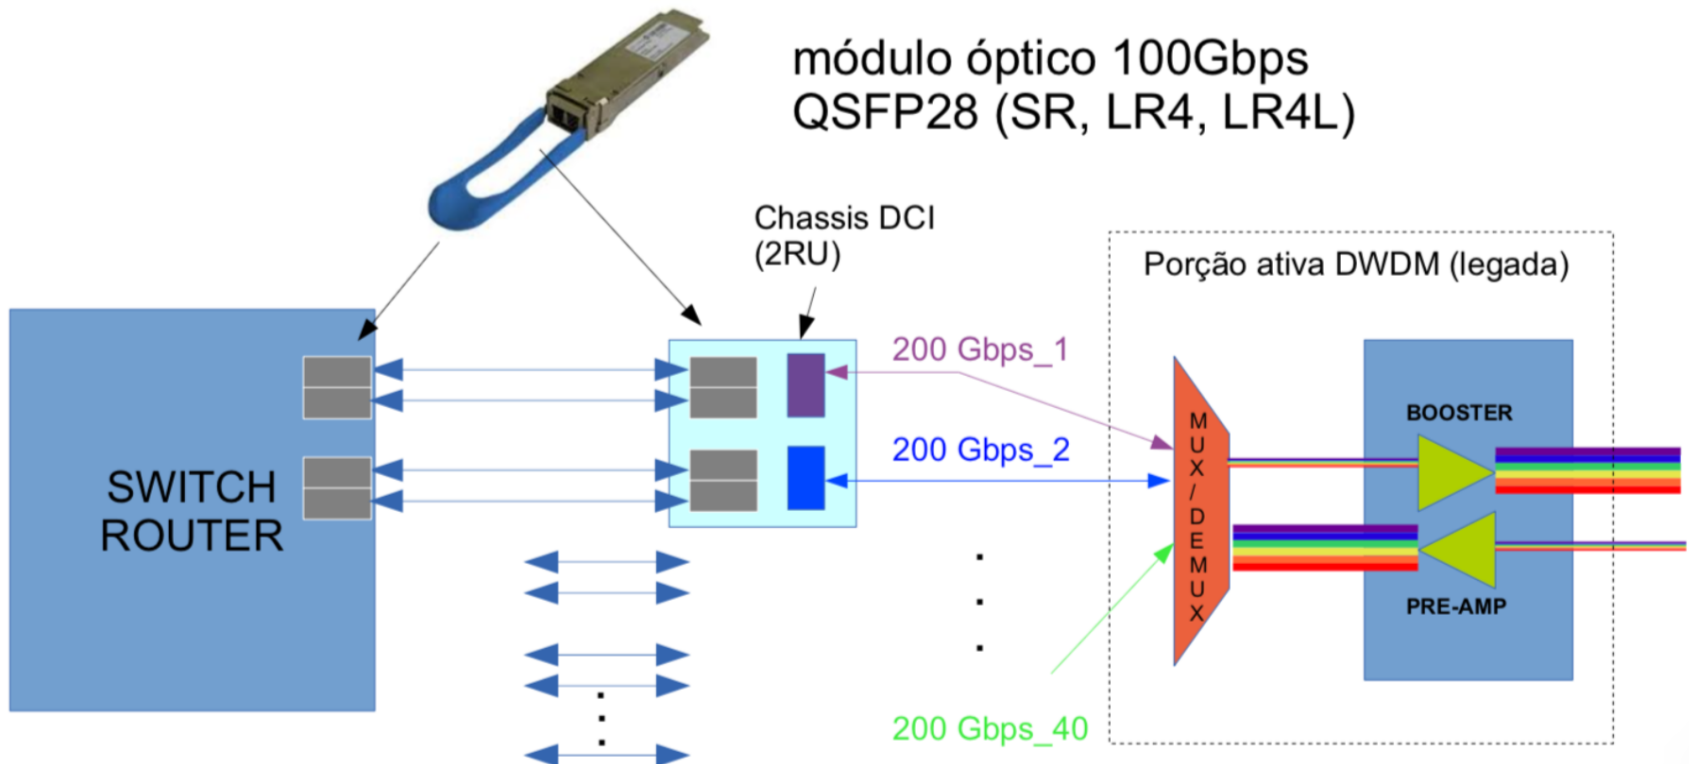 módulo óptico 100Gbps
QSFP28 (SR, LR4, LR4L)
Chassis DCI
(2RU)
Porção ativa DWDM (legada)
200 Gbps_1
BOOSTER
200 Gbps_2
SWITCH
ROUTER
MUX/DEMUX
PRE-AMP
200 Gbps_40